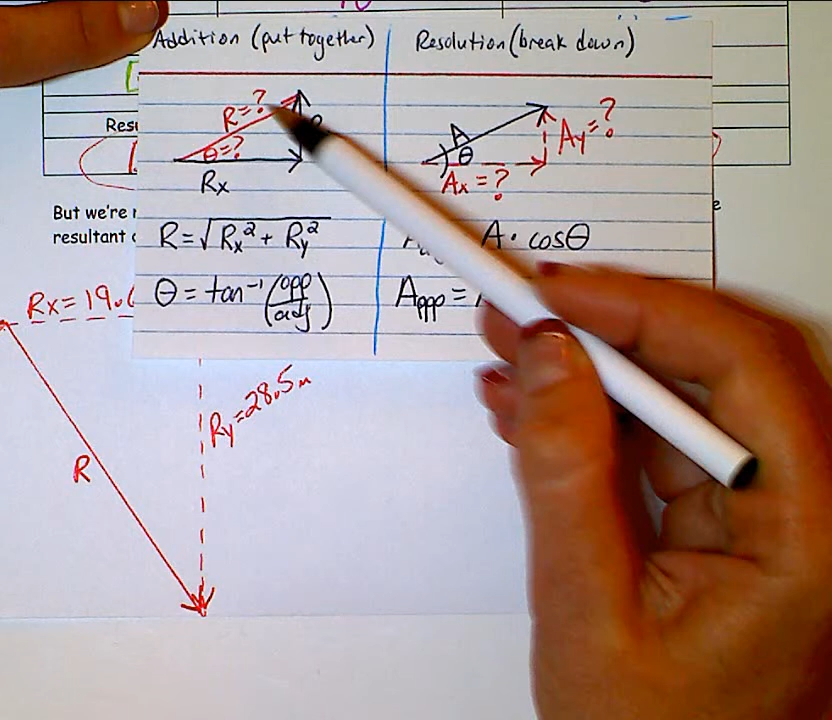 Addition (put together)
Resolution (break down)
R=?
θ=?
Rx
A
θ
Ay=?
Ax=?
R=√Rx²+Ry²
A·cosθ
θ=tan⁻¹(opp/adj)
Aopp=
But we're
resultant
Rx=19.
Ry=28.5m
R